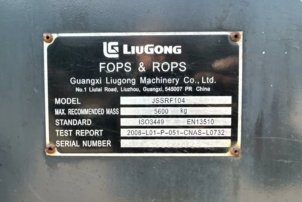 LIUGONG
FOPS & ROPS
Guangxi Liugong Machinery Co., Ltd.
No.1 Liutai Road, Liuzhou, Guangxi, 545007 PR China
MODEL JSSRF104
MAX. RECOMMENDED MASS 5600 kg
STANDARD ISO3449 EN13510
TEST REPORT 2008-L01-P-051-CNAS-L0732
SERIAL NUMBER